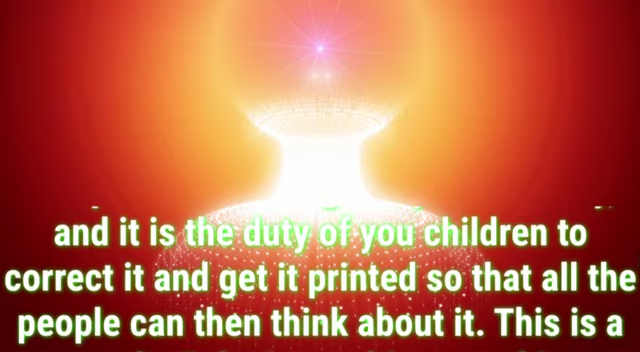 and it is the duty of you children to
correct it and get it printed so that all the
people can then think about it. This is a